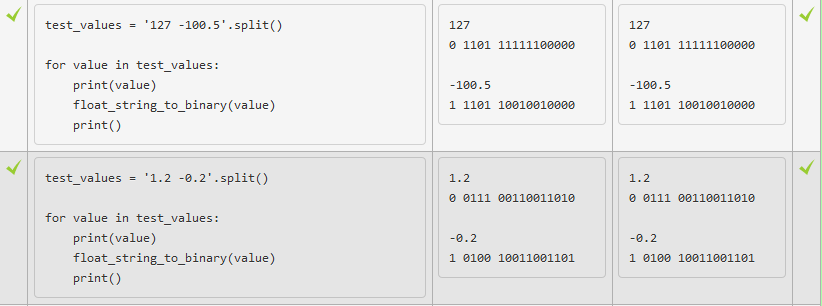 test_values = '127 -100.5'.split()
for value in test_values:
    print(value)
    float_string_to_binary(value)
    print()
127
0 1101 11111100000
-100.5
1 1101 10010010000
127
0 1101 11111100000
-100.5
1 1101 10010010000
test_values = '1.2 -0.2'.split()
for value in test_values:
    print(value)
    float_string_to_binary(value)
    print()
1.2
0 0111 00110011010
-0.2
1 0100 10011001101
1.2
0 0111 00110011010
-0.2
1 0100 10011001101